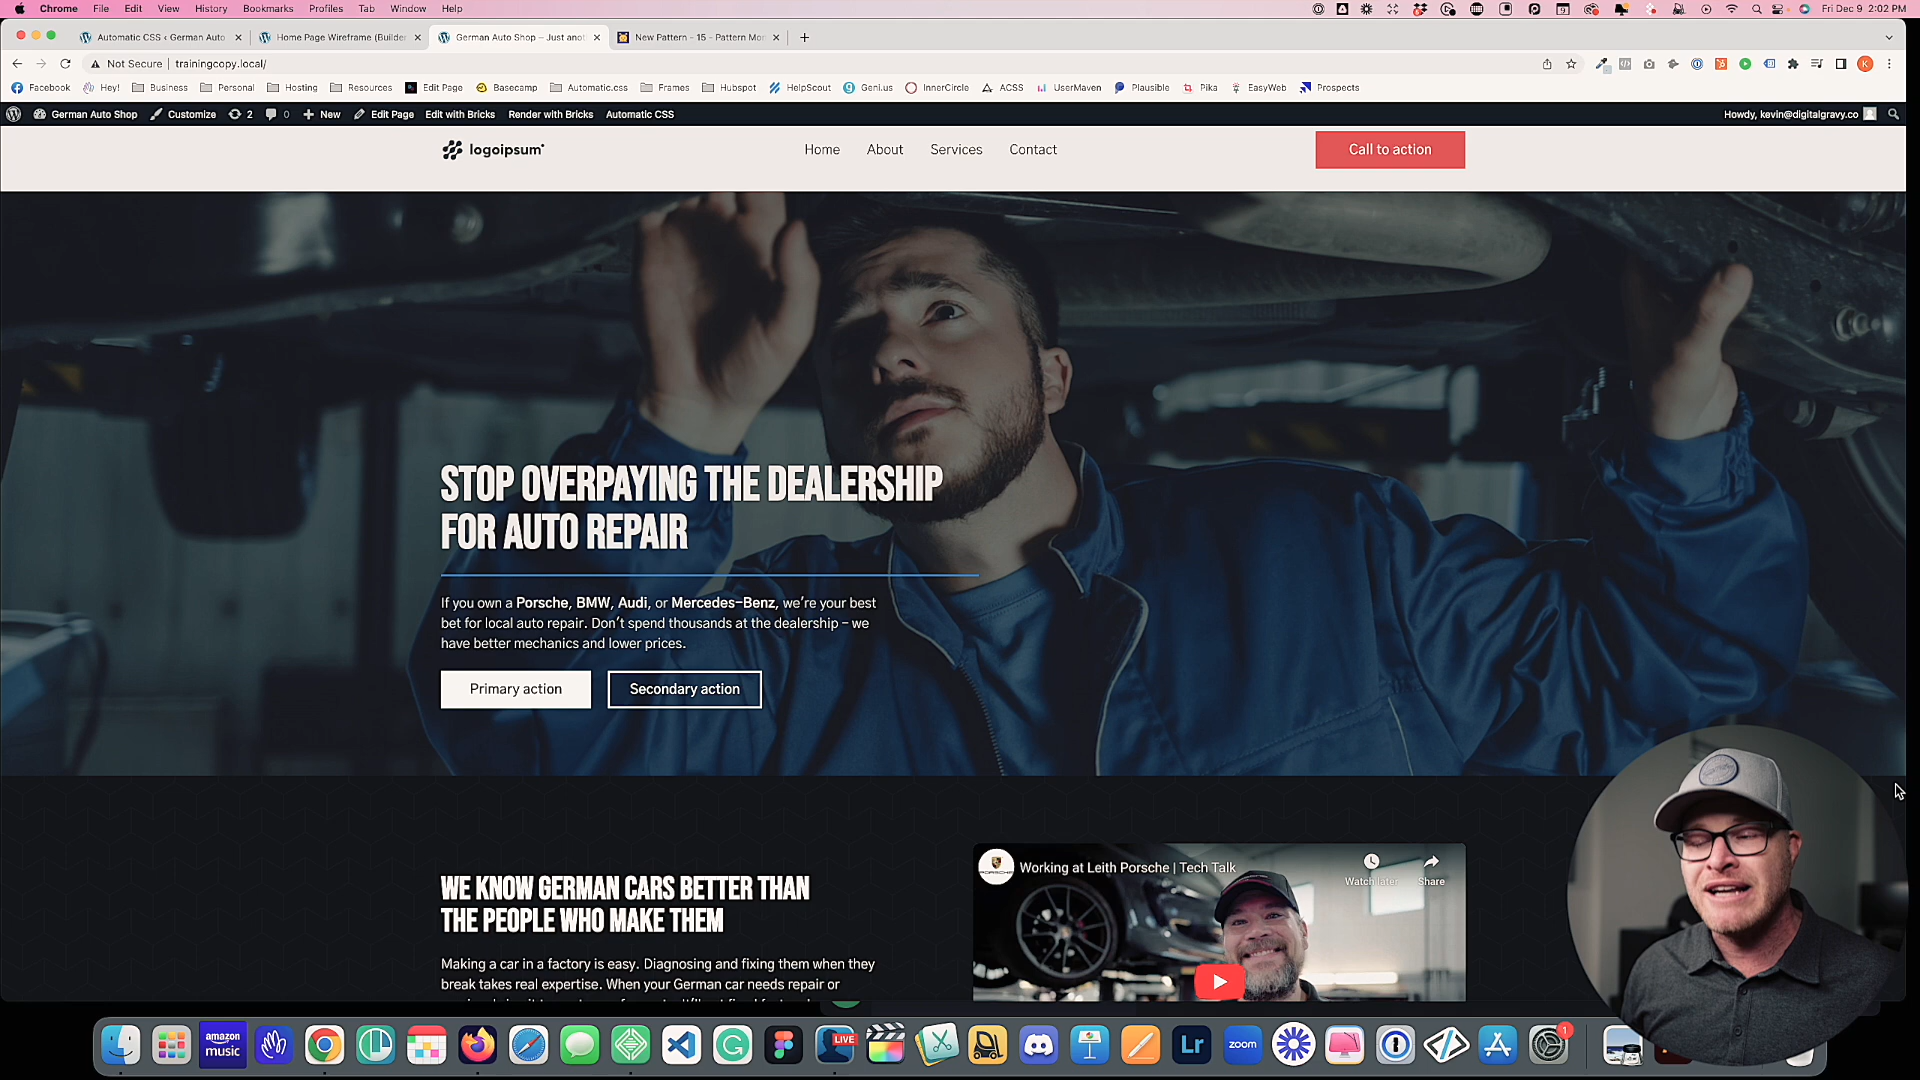 Chrome File Edit View History Bookmarks Profiles Tab Window Help
Fri Dec 9 2:02 PM
Automatic CSS ‹ German Auto
Home Page Wireframe (Builder
German Auto Shop – Just anot
New Pattern - 15 - Pattern Mon
Not Secure | trainingcopy.local/
Facebook Hey! Business Personal Hosting Resources Edit Page Basecamp Automatic.css Frames Hubspot HelpScout Geni.us InnerCircle ACSS UserMaven Plausible Pika EasyWeb Prospects
German Auto Shop Customize 2 0 New Edit Page Edit with Bricks Render with Bricks Automatic CSS
Howdy, kevin@digitalgravy.co
logoipsum
Home About Services Contact
Call to action
STOP OVERPAYING THE DEALERSHIP
FOR AUTO REPAIR
If you own a Porsche, BMW, Audi, or Mercedes-Benz, we're your best
bet for local auto repair. Don't spend thousands at the dealership – we
have better mechanics and lower prices.
Primary action
Secondary action
WE KNOW GERMAN CARS BETTER THAN
THE PEOPLE WHO MAKE THEM
Making a car in a factory is easy. Diagnosing and fixing them when they
break takes real expertise. When your German car needs repair or
PORSCHE
Working at Leith Porsche | Tech Talk
Watch later
Share
amazon
music
LIVE
Lr
zoom
1